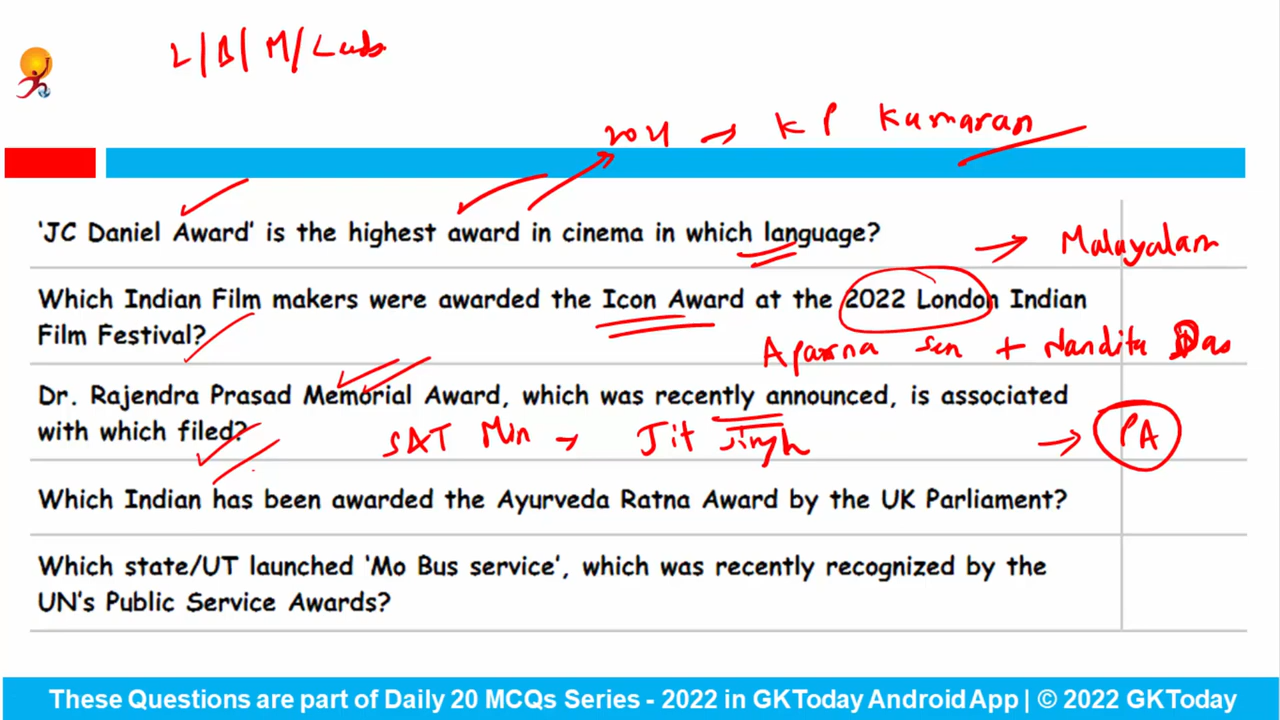 L/B/M/Lab
2021 → KP Kumaran
‘JC Daniel Award’ is the highest award in cinema in which language?
→ Malayalam
Which Indian Film makers were awarded the Icon Award at the 2022 London Indian
Film Festival?
Aparna Sen + Nandita Das
Dr. Rajendra Prasad Memorial Award, which was recently announced, is associated
with which filed?
S&T Min → Jit Singh → PA
Which Indian has been awarded the Ayurveda Ratna Award by the UK Parliament?
Which state/UT launched ‘Mo Bus service’, which was recently recognized by the
UN’s Public Service Awards?
These Questions are part of Daily 20 MCQs Series - 2022 in GKToday Android App | © 2022 GKToday